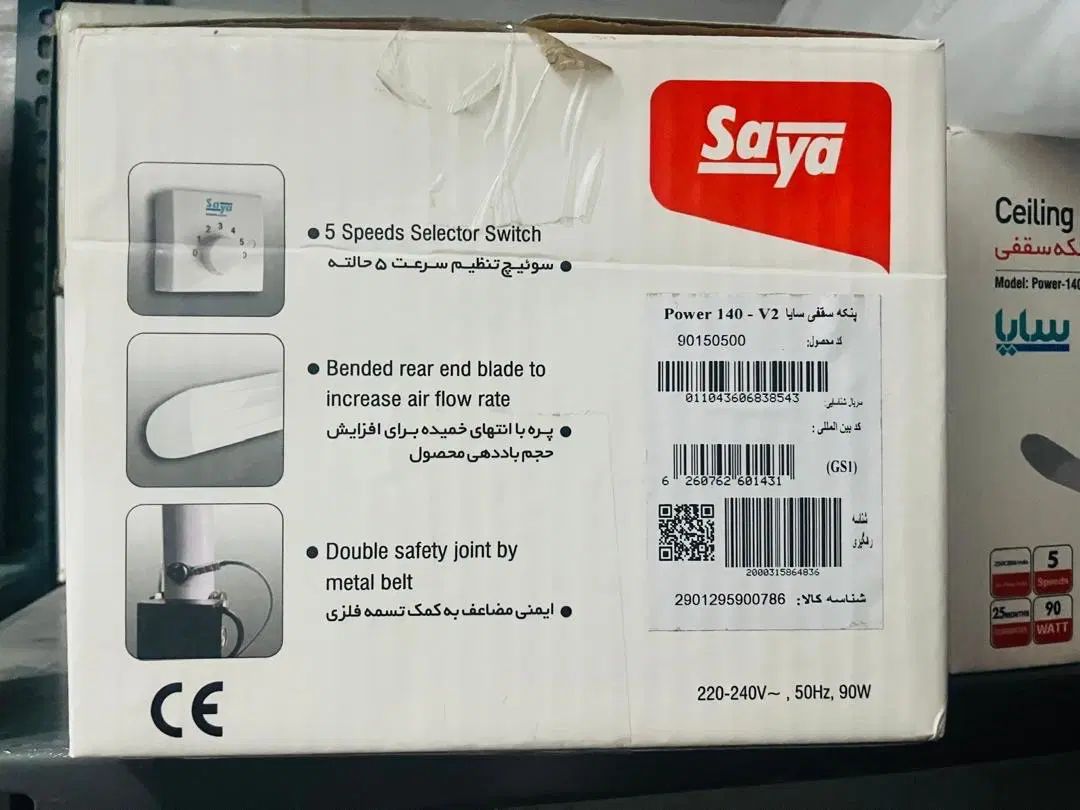 Saya
Saya
0 1 2 3 4 5
5 Speeds Selector Switch
سوئیچ تنظیم سرعت ۵ حالته
Bended rear end blade to
increase air flow rate
پره با انتهای خمیده برای افزایش
حجم باددهی محصول
Double safety joint by
metal belt
ایمنی مضاعف به کمک تسمه فلزی
CE
پنکه سقفی سایا Power 140 - V2
کد محصول: 90150500
011043606838543
سریال شناسایی:
کد بین المللی :
(GS1)
6 260762 601431
شناسه
رهگیری
2000315864836
شناسه کالا: 2901295900786
220-240V~ , 50Hz, 90W
Ceiling
پنکه سقفی
Model: Power-140
سایا
5
Speeds
25 MONTHS
90
WATT